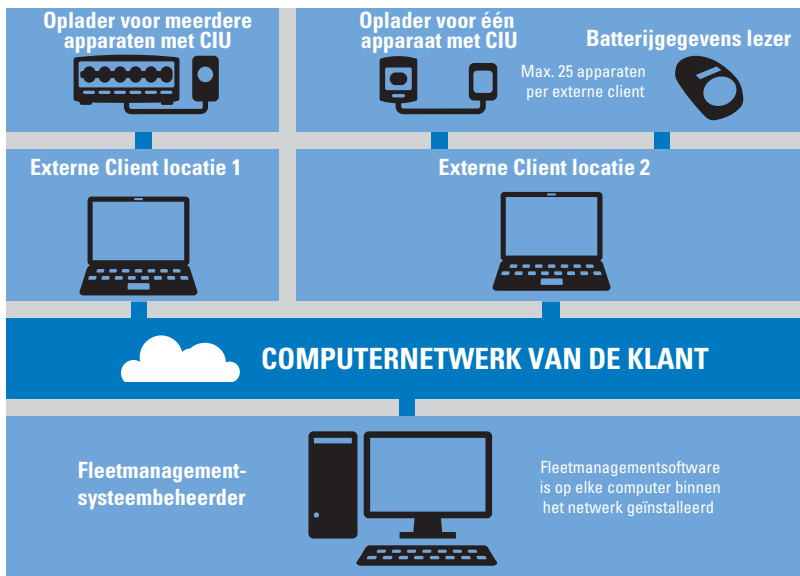 Oplader voor meerdere
apparaten met CIU
Oplader voor één
apparaat met CIU
Max. 25 apparaten
per externe client
Batterijgegevens lezer
Externe Client locatie 1
Externe Client locatie 2
COMPUTERNETWERK VAN DE KLANT
Fleetmanagement-
systeembeheerder
Fleetmanagementsoftware
is op elke computer binnen
het netwerk geïnstalleerd